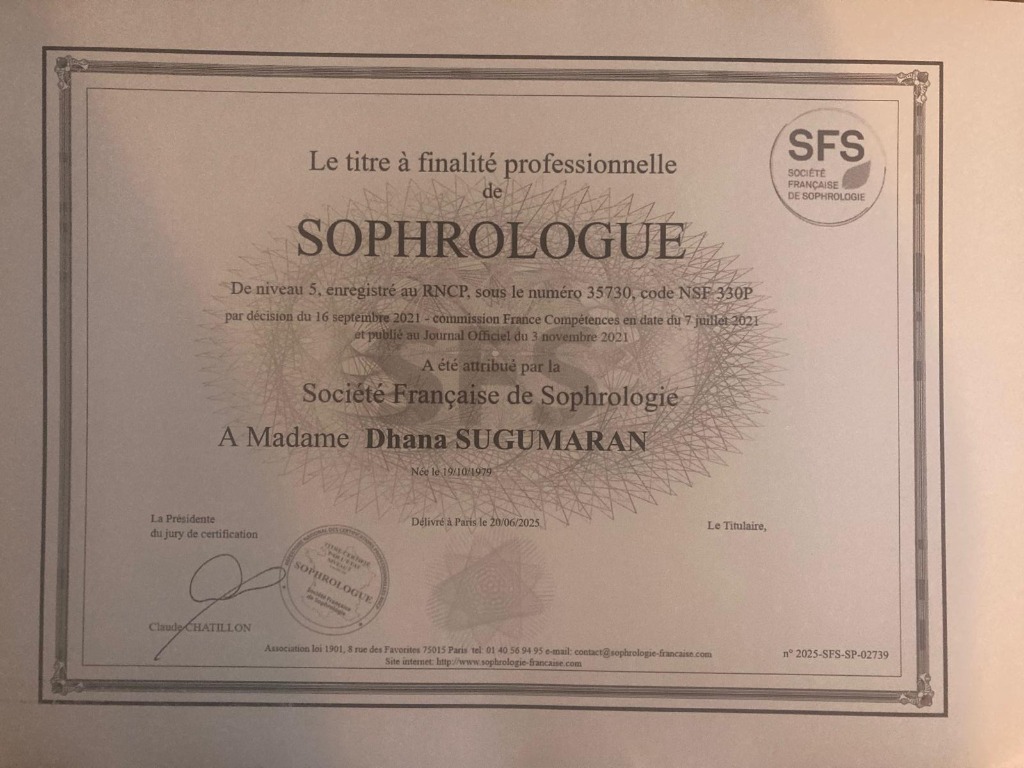 SFS
SOCIÉTÉ
FRANÇAISE
DE SOPHROLOGIE
Le titre à finalité professionnelle
de
SOPHROLOGUE
De niveau 5, enregistré au RNCP, sous le numéro 35730, code NSF 330P
par décision du 16 septembre 2021 - commission France Compétences en date du 7 juillet 2021
et publié au Journal Officiel du 3 novembre 2021
A été attribué par la
Société Française de Sophrologie
A Madame Dhana SUGUMARAN
Née le 19/10/1979
La Présidente
du jury de certification
Délivré à Paris le 20/06/2025
Le Titulaire,
SOPHROLOGUE
Société Française
de Sophrologie
Claude CHATILLON
Association loi 1901, 8 rue des Favorites 75015 Paris tel: 01 40 56 94 95 e-mail: contact@sophrologie-francaise.com
Site internet: http://www.sophrologie-francaise.com
n° 2025-SFS-SP-02739